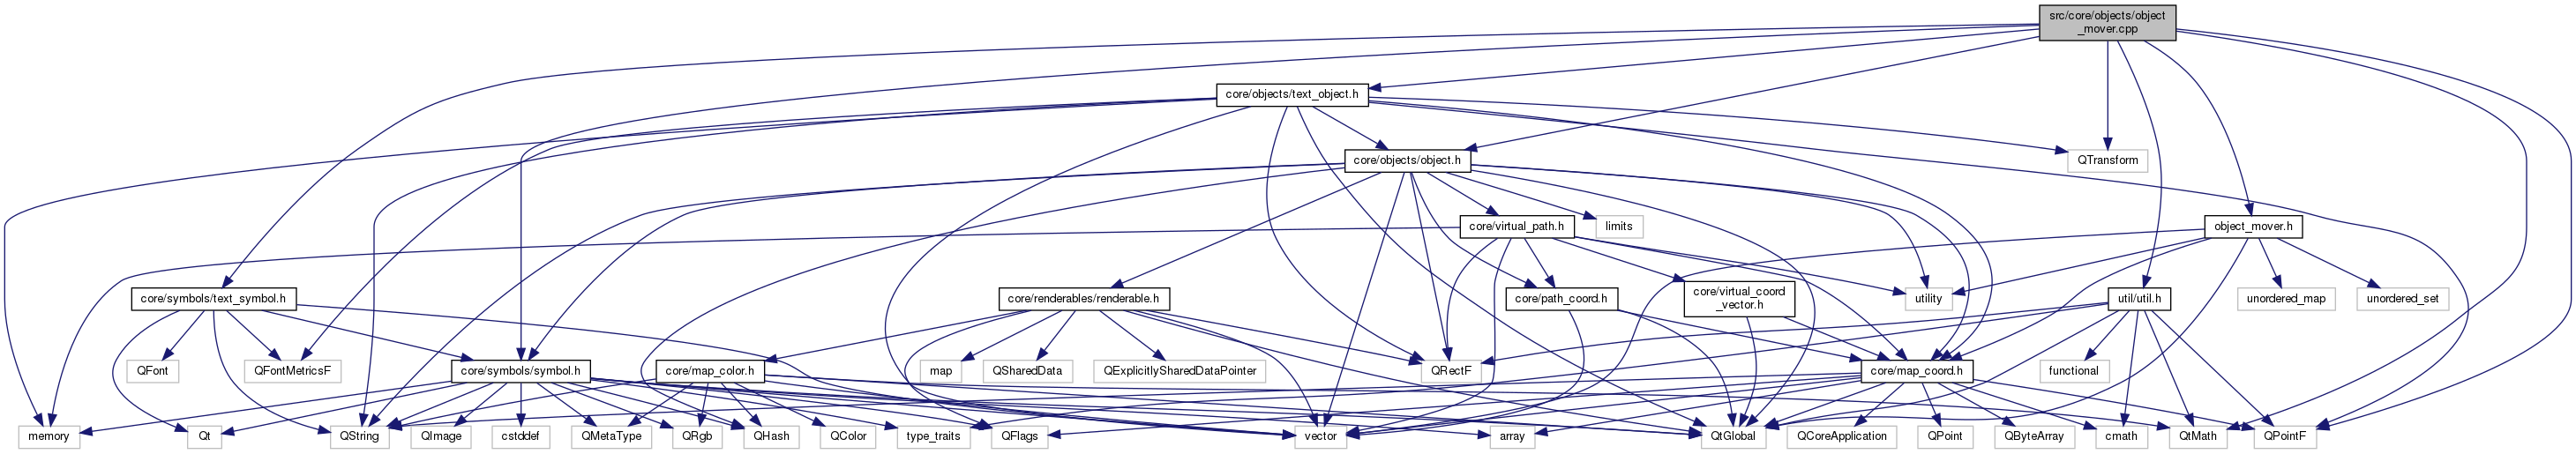 src/core/objects/object
_mover.cpp
core/objects/text_object.h
core/objects/object.h
QTransform
core/virtual_path.h
limits
object_mover.h
core/symbols/text_symbol.h
core/renderables/renderable.h
core/path_coord.h
core/virtual_coord
_vector.h
utility
util/util.h
unordered_map
unordered_set
QFont
QFontMetricsF
core/symbols/symbol.h
core/map_color.h
map
QSharedData
QExplicitlySharedDataPointer
QRectF
core/map_coord.h
functional
memory
Qt
QString
QImage
cstddef
QMetaType
QRgb
QHash
QColor
type_traits
QFlags
vector
array
QtGlobal
QCoreApplication
QPoint
QByteArray
cmath
QtMath
QPointF